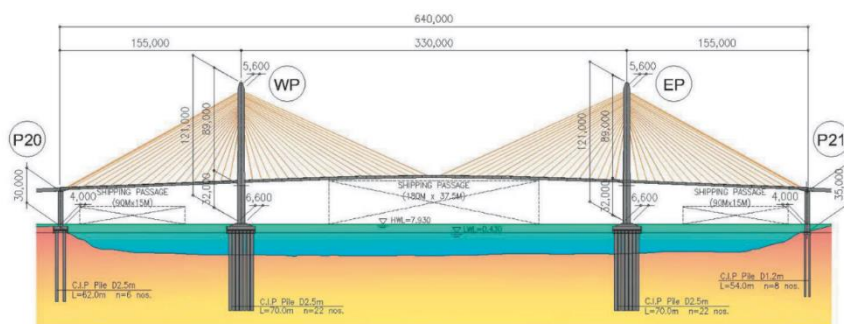 640,000
155,000
330,000
155,000
5,600
WP
5,600
EP
P20
121,000
89,000
121,000
89,000
P21
30,000
4,000
SHIPPING PASSAGE
(90Mx15M)
32,000
6,600
SHIPPING PASSAGE
(180M x 37.5M)
32,000
6,600
SHIPPING PASSAGE
(90Mx15M)
4,000
35,000
HWL=7.930
LWL=0.430
C.I.P Pile D2.5m
L=62.0m n=6 nos.
C.I.P Pile D2.5m
L=70.0m n=22 nos.
C.I.P Pile D2.5m
L=70.0m n=22 nos.
C.I.P Pile D1.2m
L=54.0m n=8 nos.